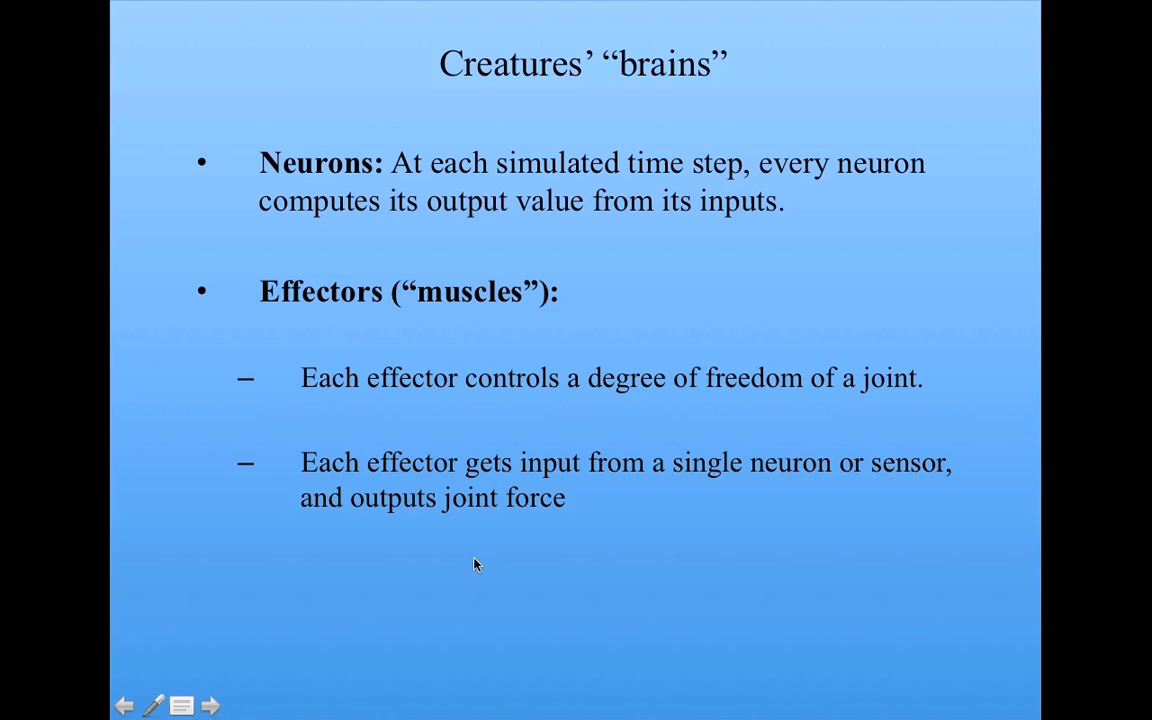 Creatures’ “brains”
• Neurons: At each simulated time step, every neuron
computes its output value from its inputs.
• Effectors (“muscles”):
– Each effector controls a degree of freedom of a joint.
– Each effector gets input from a single neuron or sensor,
and outputs joint force